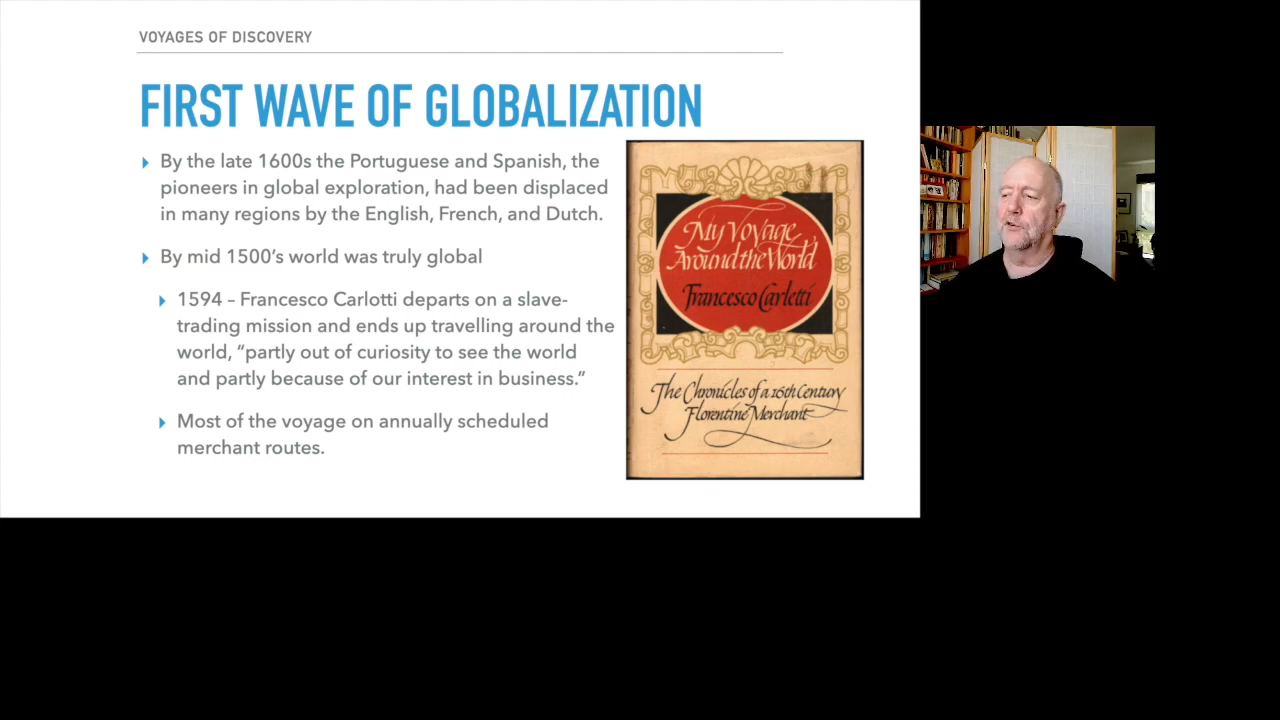 VOYAGES OF DISCOVERY
FIRST WAVE OF GLOBALIZATION
By the late 1600s the Portuguese and Spanish, the
pioneers in global exploration, had been displaced
in many regions by the English, French, and Dutch.
By mid 1500’s world was truly global
1594 – Francesco Carlotti departs on a slave-
trading mission and ends up travelling around the
world, “partly out of curiosity to see the world
and partly because of our interest in business.”
Most of the voyage on annually scheduled
merchant routes.
My Voyage
Around the World
Francesco Carletti
The Chronicles of a 16th Century
Florentine Merchant